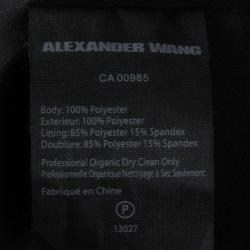 ALEXANDER WANG
CA 00985
Body: 100% Polyester
Exterieur: 100% Polyester
Lining: 85% Polyester 15% Spandex
Doublure: 85% Polyester 15% Spandex
Professional Organic Dry Clean Only
Professionelle Organique Nettoyage à Sec Seulement.
Fabriqué en Chine
P
13027